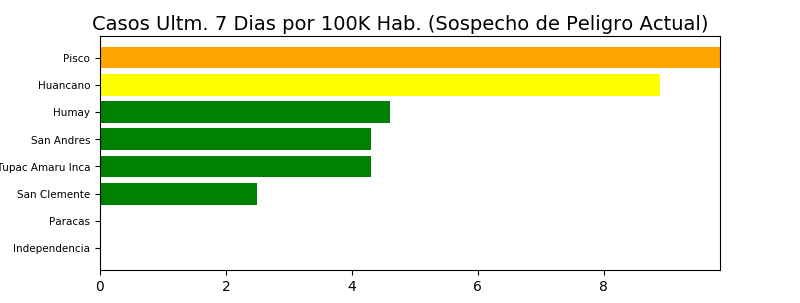 Casos Ultm. 7 Dias por 100K Hab. (Sospecho de Peligro Actual)
Pisco
Huancano
Humay
San Andres
Tupac Amaru Inca
San Clemente
Paracas
Independencia
0 2 4 6 8